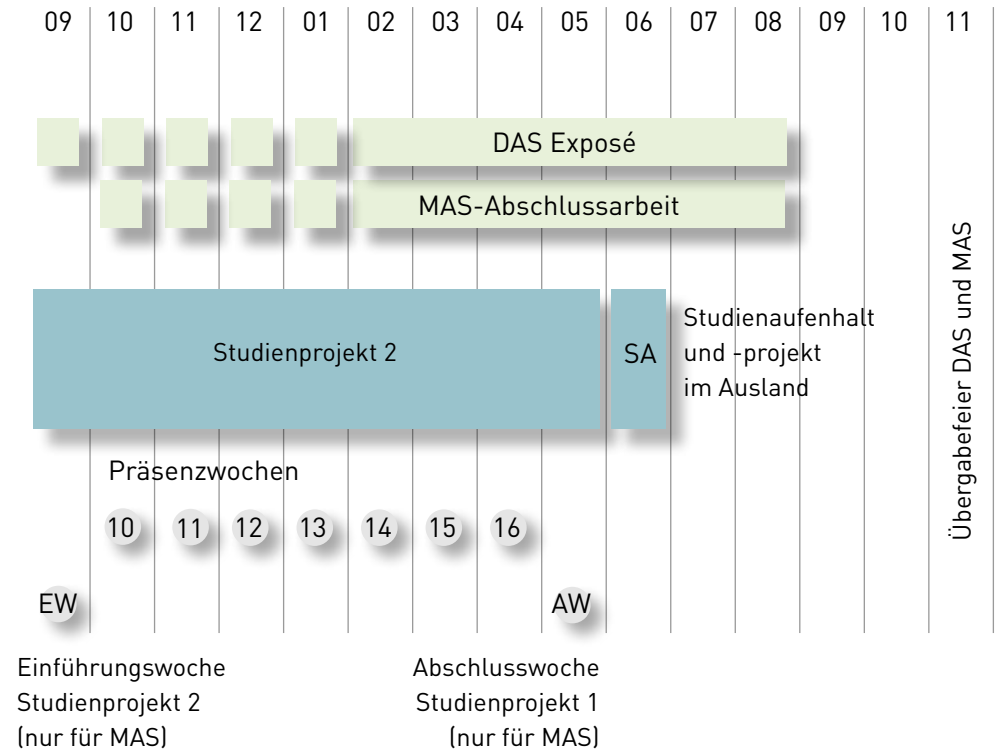 09 10 11 12 01 02 03 04 05 06 07 08 09 10 11
DAS Exposé
MAS-Abschlussarbeit
Studienprojekt 2
SA
Studienaufenhalt
und -projekt
im Ausland
Übergabefeier DAS und MAS
Präsenzwochen
10 11 12 13 14 15 16
EW
AW
Einführungswoche
Studienprojekt 2
(nur für MAS)
Abschlusswoche
Studienprojekt 1
(nur für MAS)